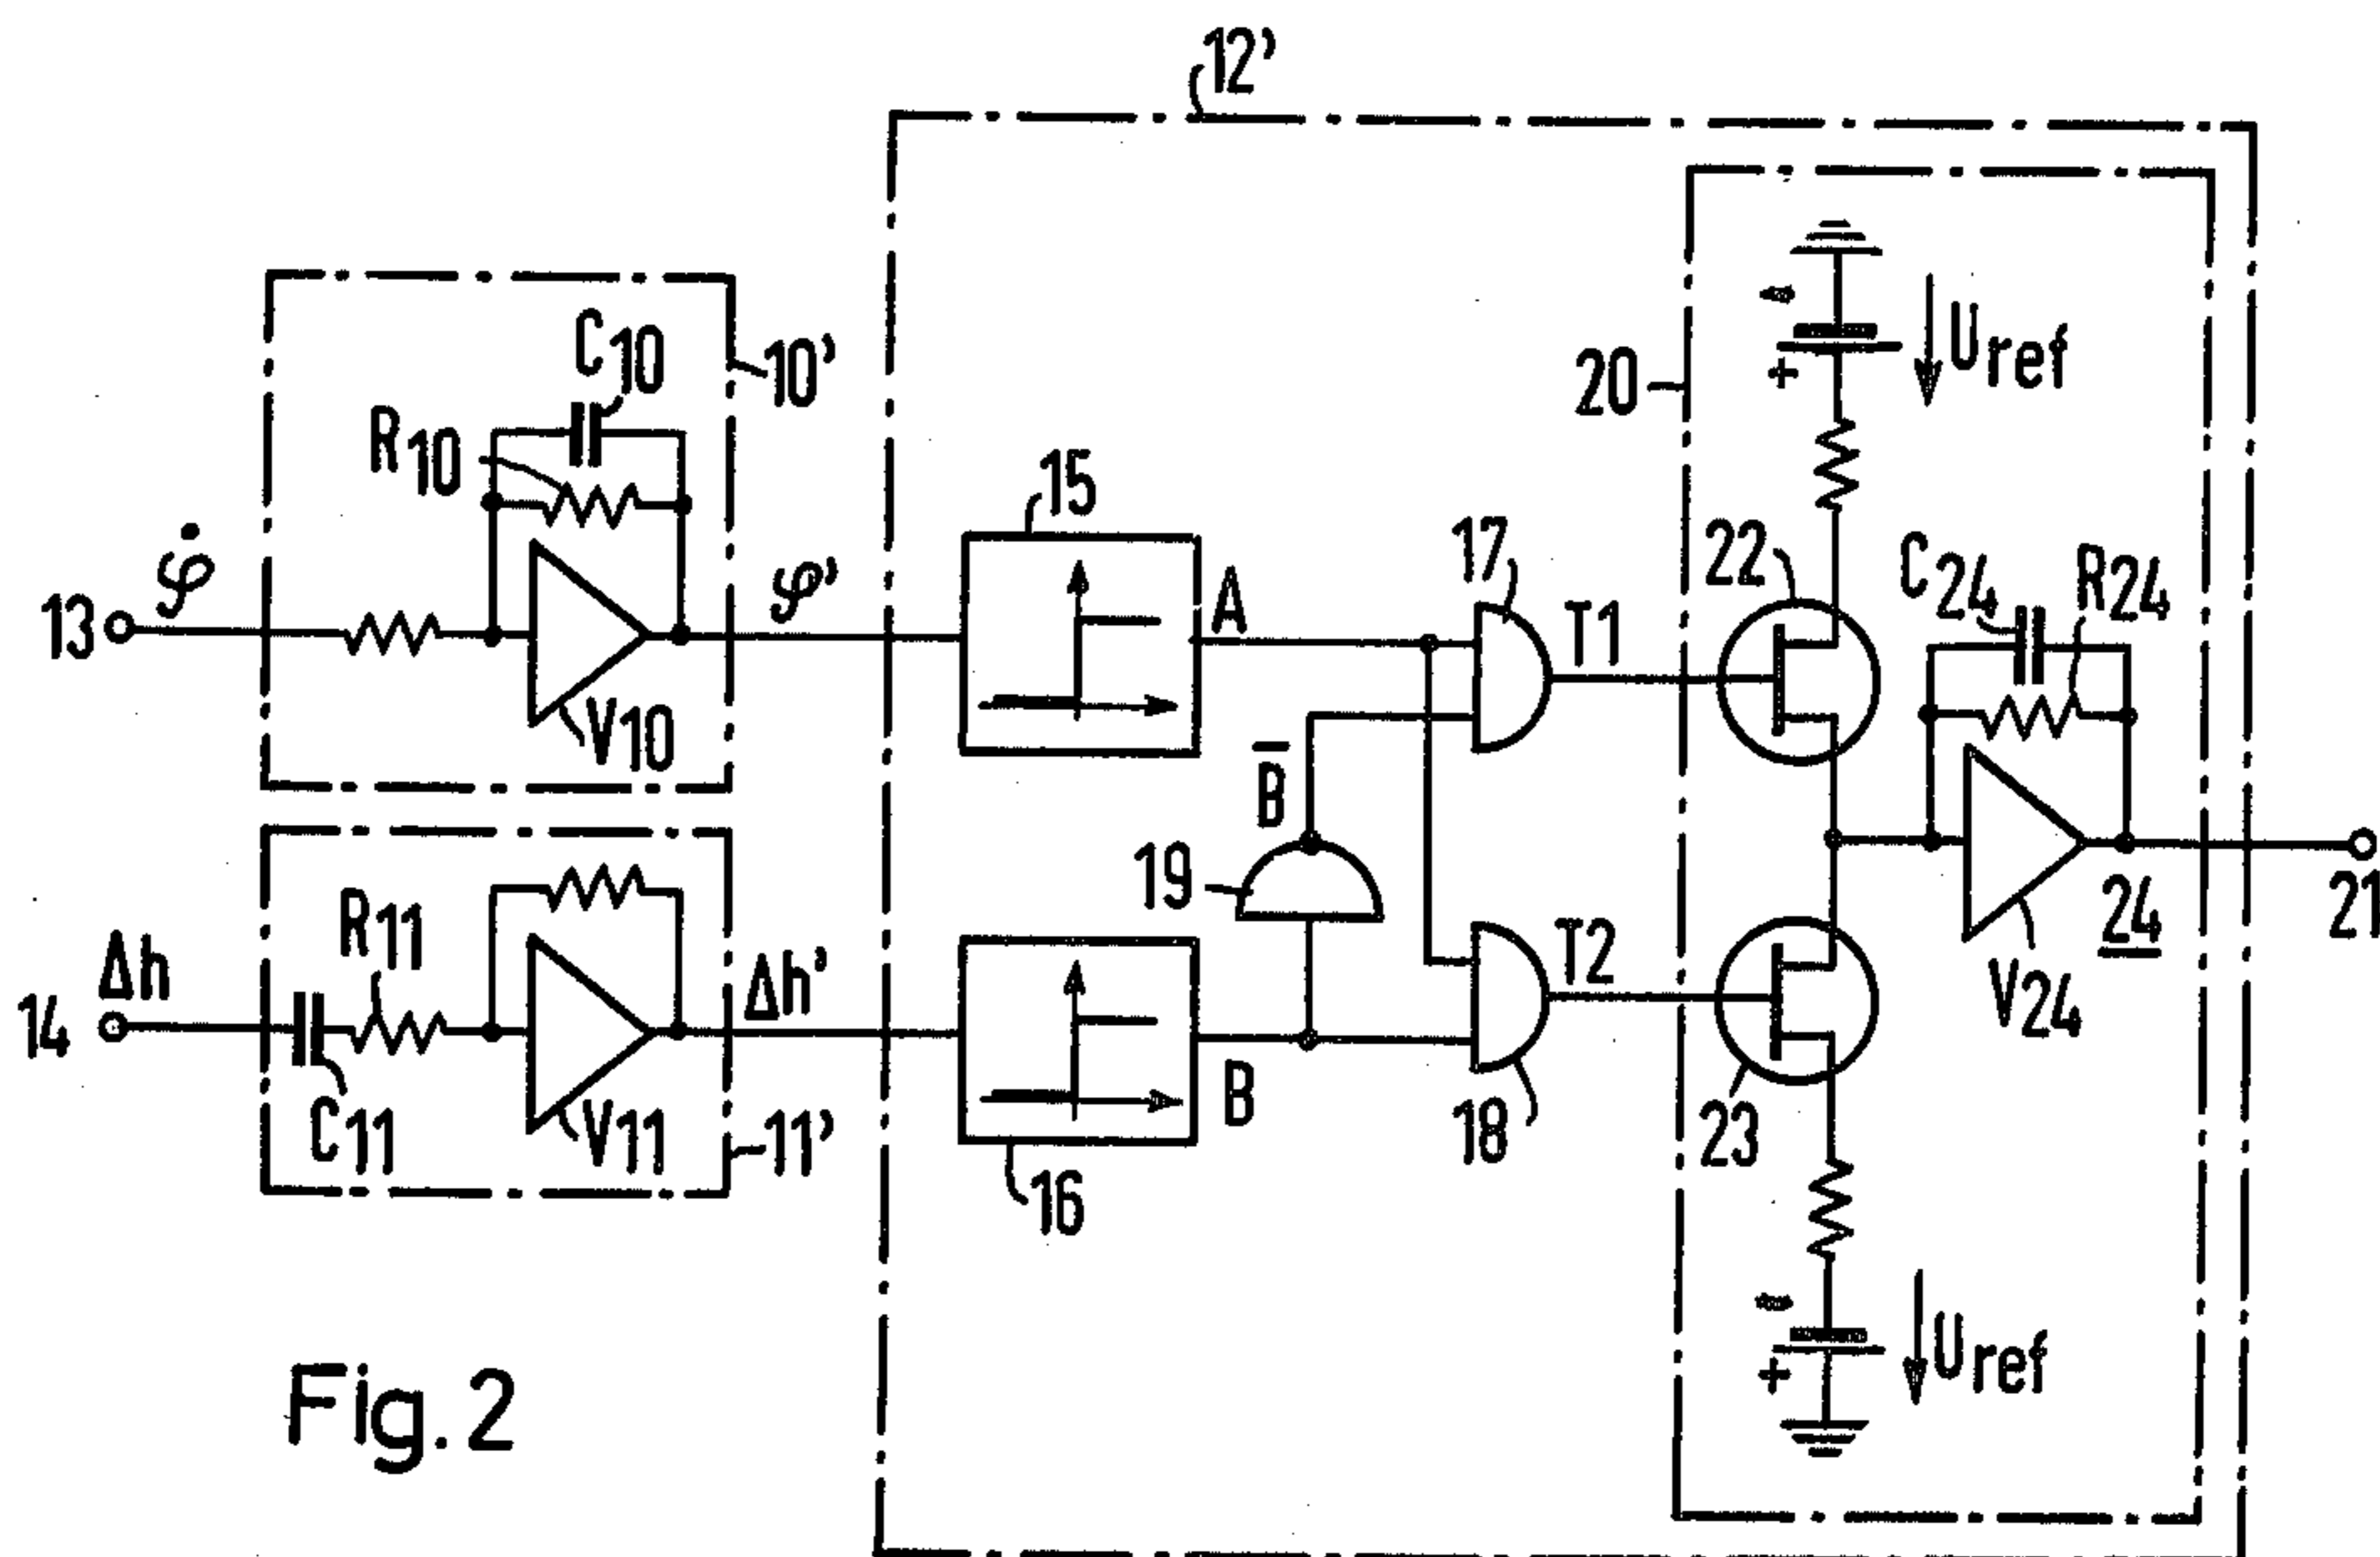 12'
C10
10'
R10
20
+
Uref
15
17
22
C24
R24
13
φ̇
φ'
A
T1
V10
B̅
19
R11
Δh
Δh'
14
T2
24
21
V24
C11
V11
11'
B
16
18
23
+
Uref
Fig. 2